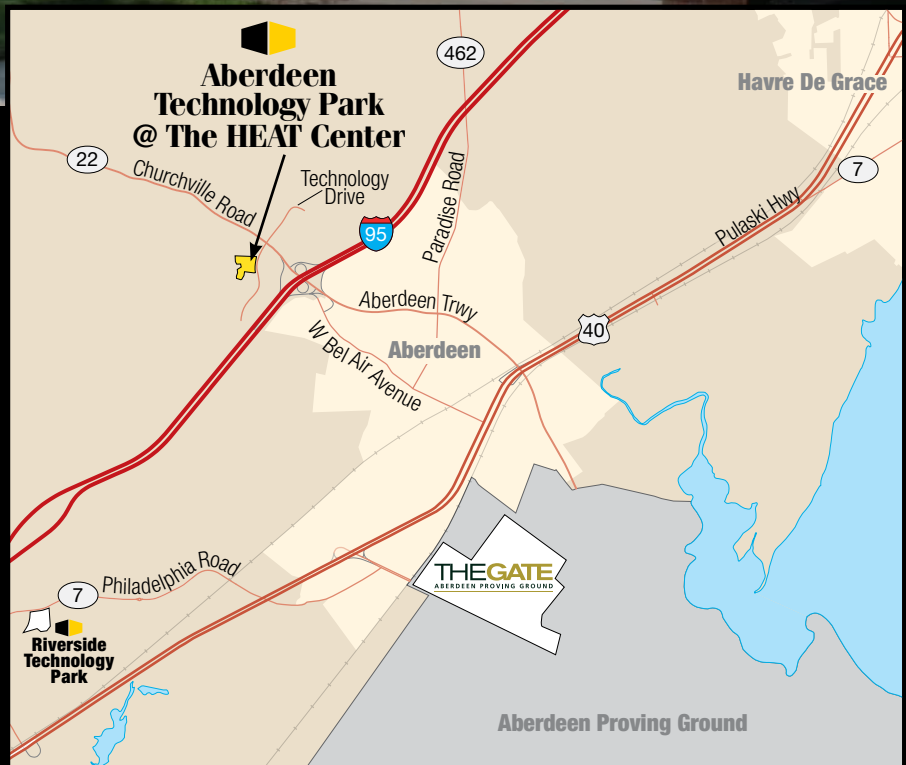 Aberdeen
Technology Park
@ The HEAT Center
462
Havre De Grace
22
Churchville Road
Technology
Drive
95
Paradise Road
7
Pulaski Hwy
Aberdeen Trwy
40
W Bel Air Avenue
Aberdeen
THEGATE
ABERDEEN PROVING GROUND
Philadelphia Road
7
Riverside
Technology
Park
Aberdeen Proving Ground